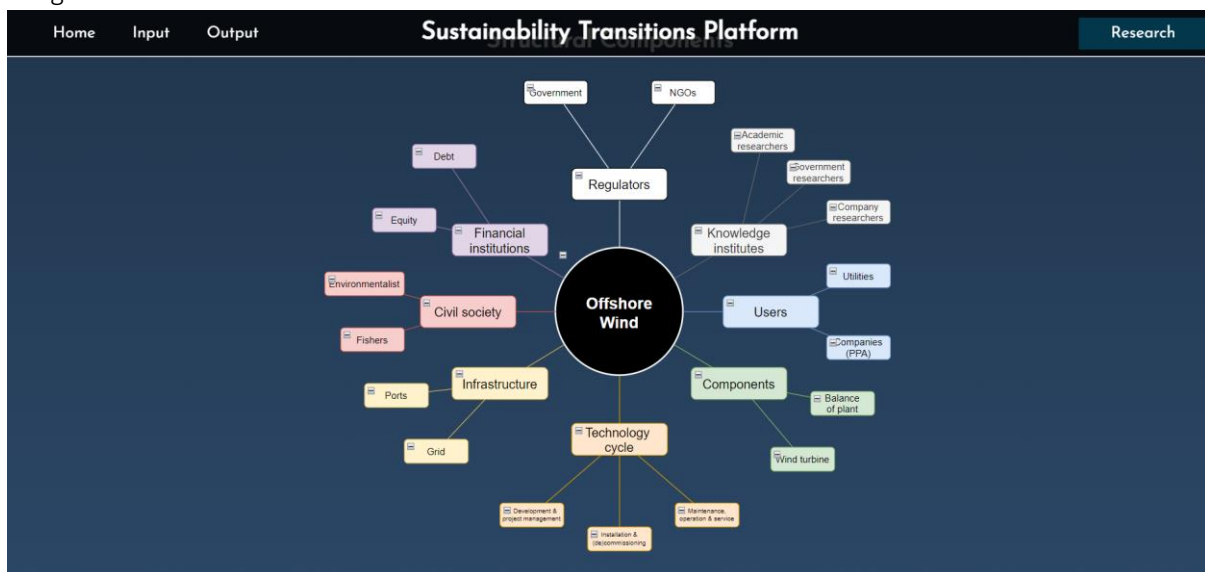 Home
Input
Output
Sustainability Transitions Platform
Structural Components
Research
Government
NGOs
Academic
researchers
Debt
Government
researchers
Regulators
Company
researchers
Equity
Financial
institutions
Knowledge
institutes
Environmentalist
Utilities
Civil society
Offshore
Wind
Users
Fishers
Companies
(PPA)
Infrastructure
Components
Ports
Balance
of plant
Technology
cycle
Grid
Wind turbine
Development &
project management
Maintenance,
operation & service
Installation &
(de)commissioning